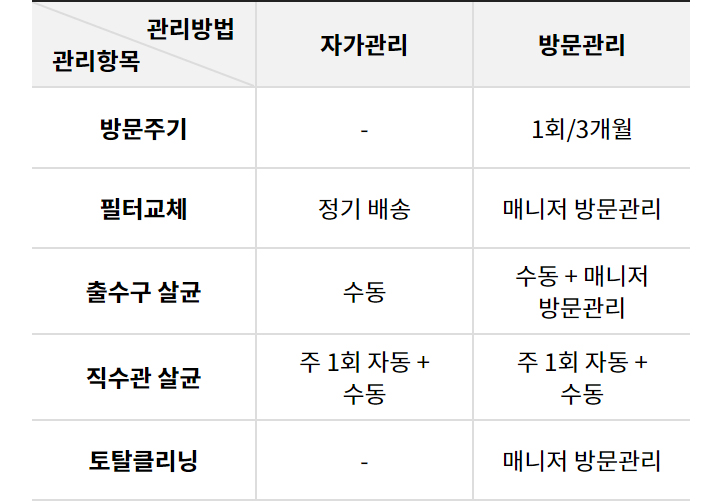 관리방법
관리항목
자가관리
방문관리
방문주기
-
1회/3개월
필터교체
정기 배송
매니저 방문관리
출수구 살균
수동
수동 + 매니저
방문관리
직수관 살균
주 1회 자동 +
수동
주 1회 자동 +
수동
토탈클리닝
-
매니저 방문관리